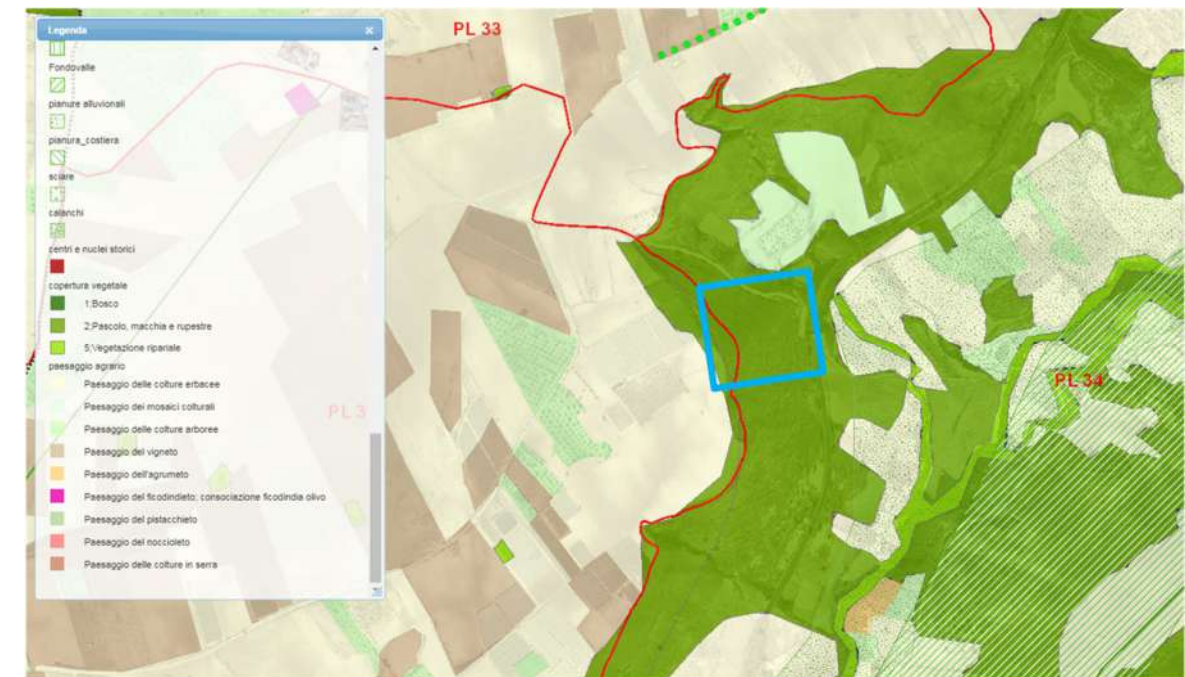 Legenda
PL 33
Fondovalle
pianure alluvionali
pianura_costiera
sciare
calanchi
centri e nuclei storici
copertura vegetale
1;Bosco
2;Pascolo, macchia e rupestre
5;Vegetazione ripariale
paesaggio agrario
Paesaggio delle colture erbacee
Paesaggio dei mosaici colturali
Paesaggio delle colture arboree
Paesaggio del vigneto
Paesaggio dell'agrumeto
Paesaggio del ficodindieto; consociazione ficodindia olivo
Paesaggio del pistacchieto
Paesaggio del noccioleto
Paesaggio delle colture in serra
PL 3
PL 34